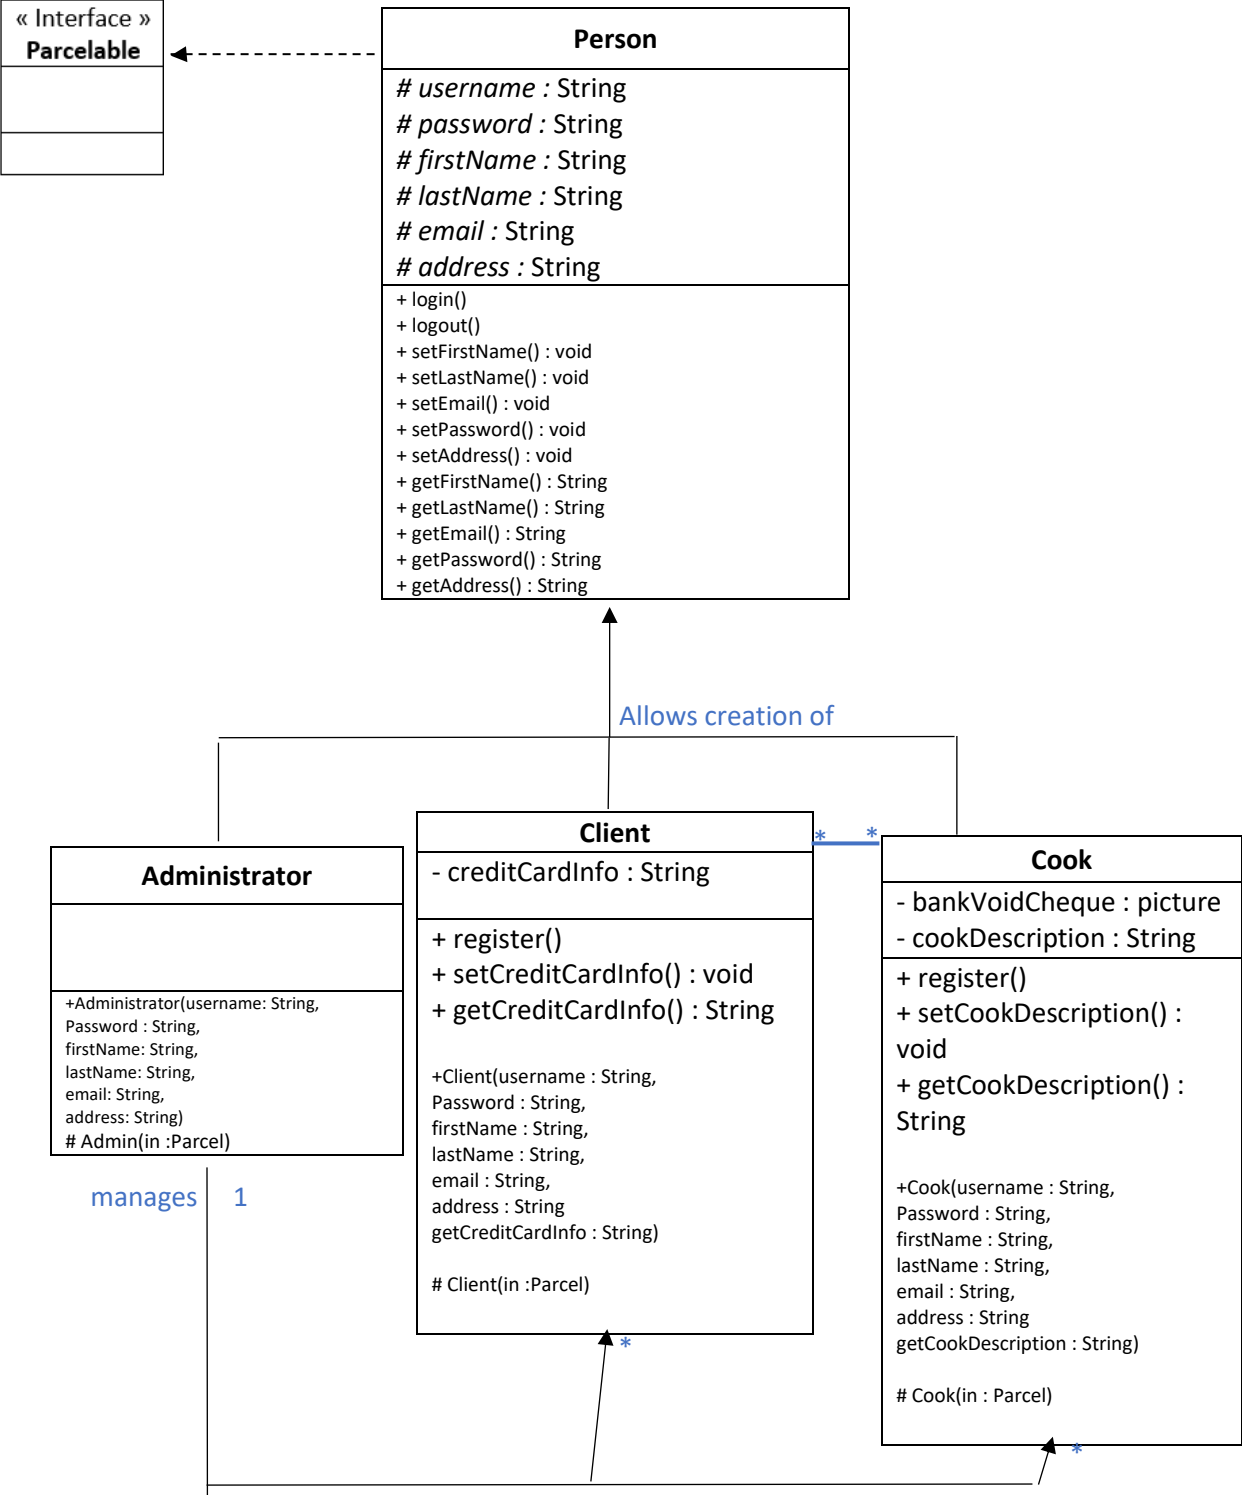 « Interface »
Parcelable
Person
# username : String
# password : String
# firstName : String
# lastName : String
# email : String
# address : String
+ login()
+ logout()
+ setFirstName() : void
+ setLastName() : void
+ setEmail() : void
+ setPassword() : void
+ setAddress() : void
+ getFirstName() : String
+ getLastName() : String
+ getEmail() : String
+ getPassword() : String
+ getAddress() : String
Allows creation of
Administrator
+Administrator(username: String,
Password : String,
firstName: String,
lastName: String,
email: String,
address: String)
# Admin(in :Parcel)
manages 1
Client
- creditCardInfo : String
+ register()
+ setCreditCardInfo() : void
+ getCreditCardInfo() : String
+Client(username : String,
Password : String,
firstName : String,
lastName : String,
email : String,
address : String
getCreditCardInfo : String)
# Client(in :Parcel)
*
* *
Cook
- bankVoidCheque : picture
- cookDescription : String
+ register()
+ setCookDescription() :
void
+ getCookDescription() :
String
+Cook(username : String,
Password : String,
firstName : String,
lastName : String,
email : String,
address : String
getCookDescription : String)
# Cook(in : Parcel)
*